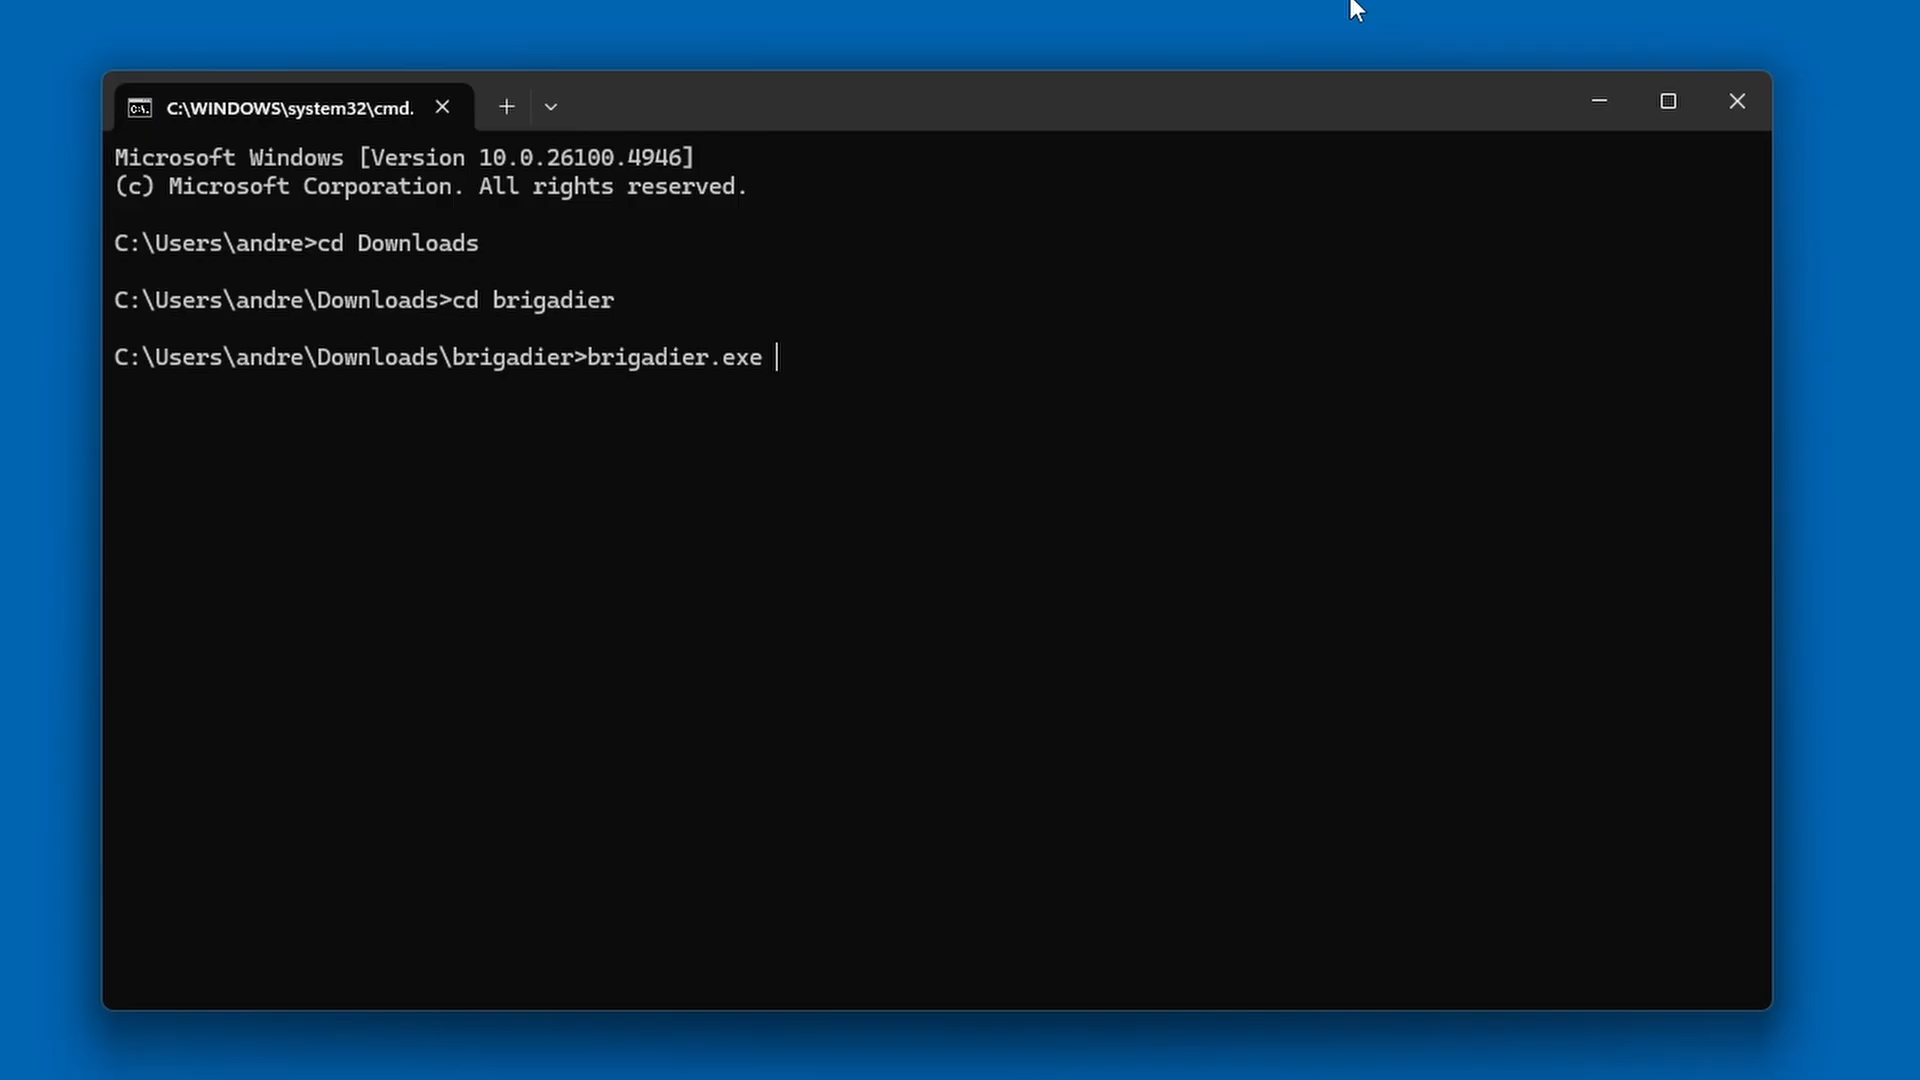 C:\WINDOWS\system32\cmd.
Microsoft Windows [Version 10.0.26100.4946]
(c) Microsoft Corporation. All rights reserved.
C:\Users\andre>cd Downloads
C:\Users\andre\Downloads>cd brigadier
C:\Users\andre\Downloads\brigadier>brigadier.exe